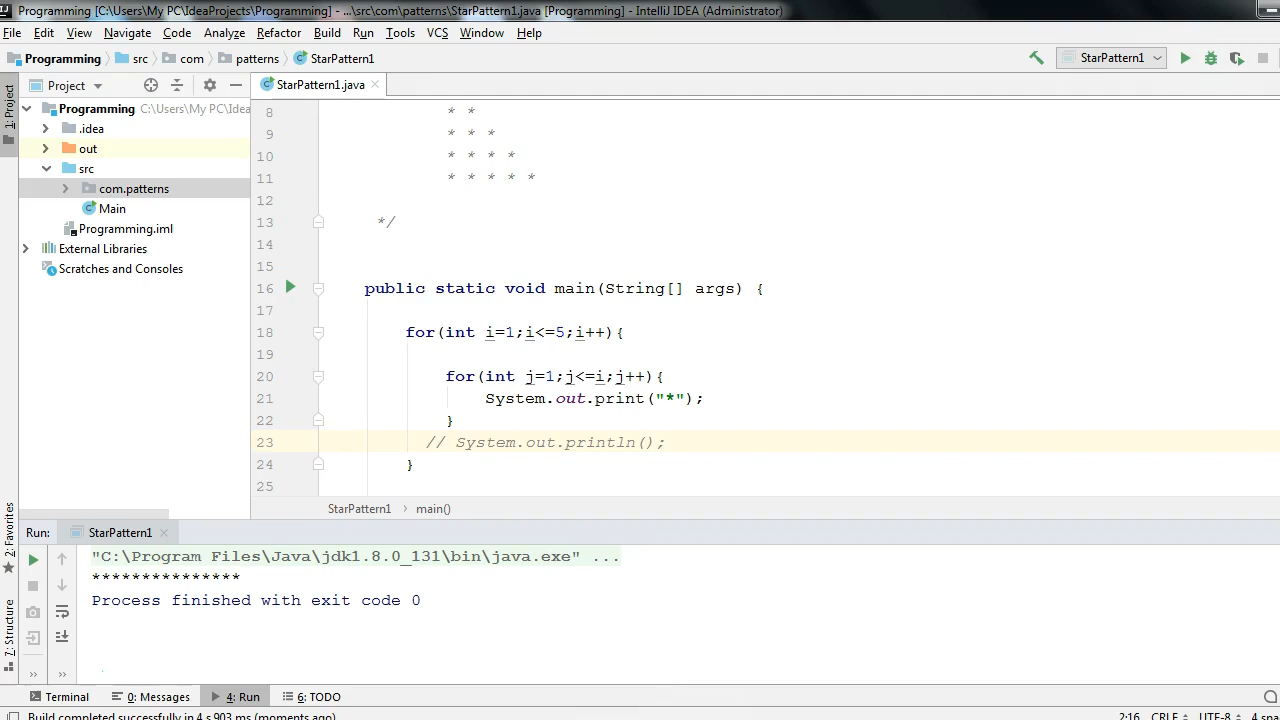 Programming [C:\Users\My PC\IdeaProjects\Programming] - ...\src\com\patterns\StarPattern1.java [Programming] - IntelliJ IDEA (Administrator)
File Edit View Navigate Code Analyze Refactor Build Run Tools VCS Window Help
Programming src com patterns StarPattern1 StarPattern1
1: Project
Project StarPattern1.java
Programming C:\Users\My PC\Idea
.idea
out
src
com.patterns
Main
Programming.iml
External Libraries
Scratches and Consoles
8 * *
9 * * *
10 * * * *
11 * * * * *
12
13 */
14
15
16 public static void main(String[] args) {
17
18 for(int i=1;i<=5;i++){
19
20 for(int j=1;j<=i;j++){
21 System.out.print("*");
22 }
23 // System.out.println();
24 }
25
StarPattern1 main()
2: Favorites
7: Structure
Run: StarPattern1
"C:\Program Files\Java\jdk1.8.0_131\bin\java.exe" ...
***************
Process finished with exit code 0
Terminal 0: Messages 4: Run 6: TODO
Build completed successfully in 4 s 903 ms (moments ago) 2:16 CRLF UTF-8 4 spa